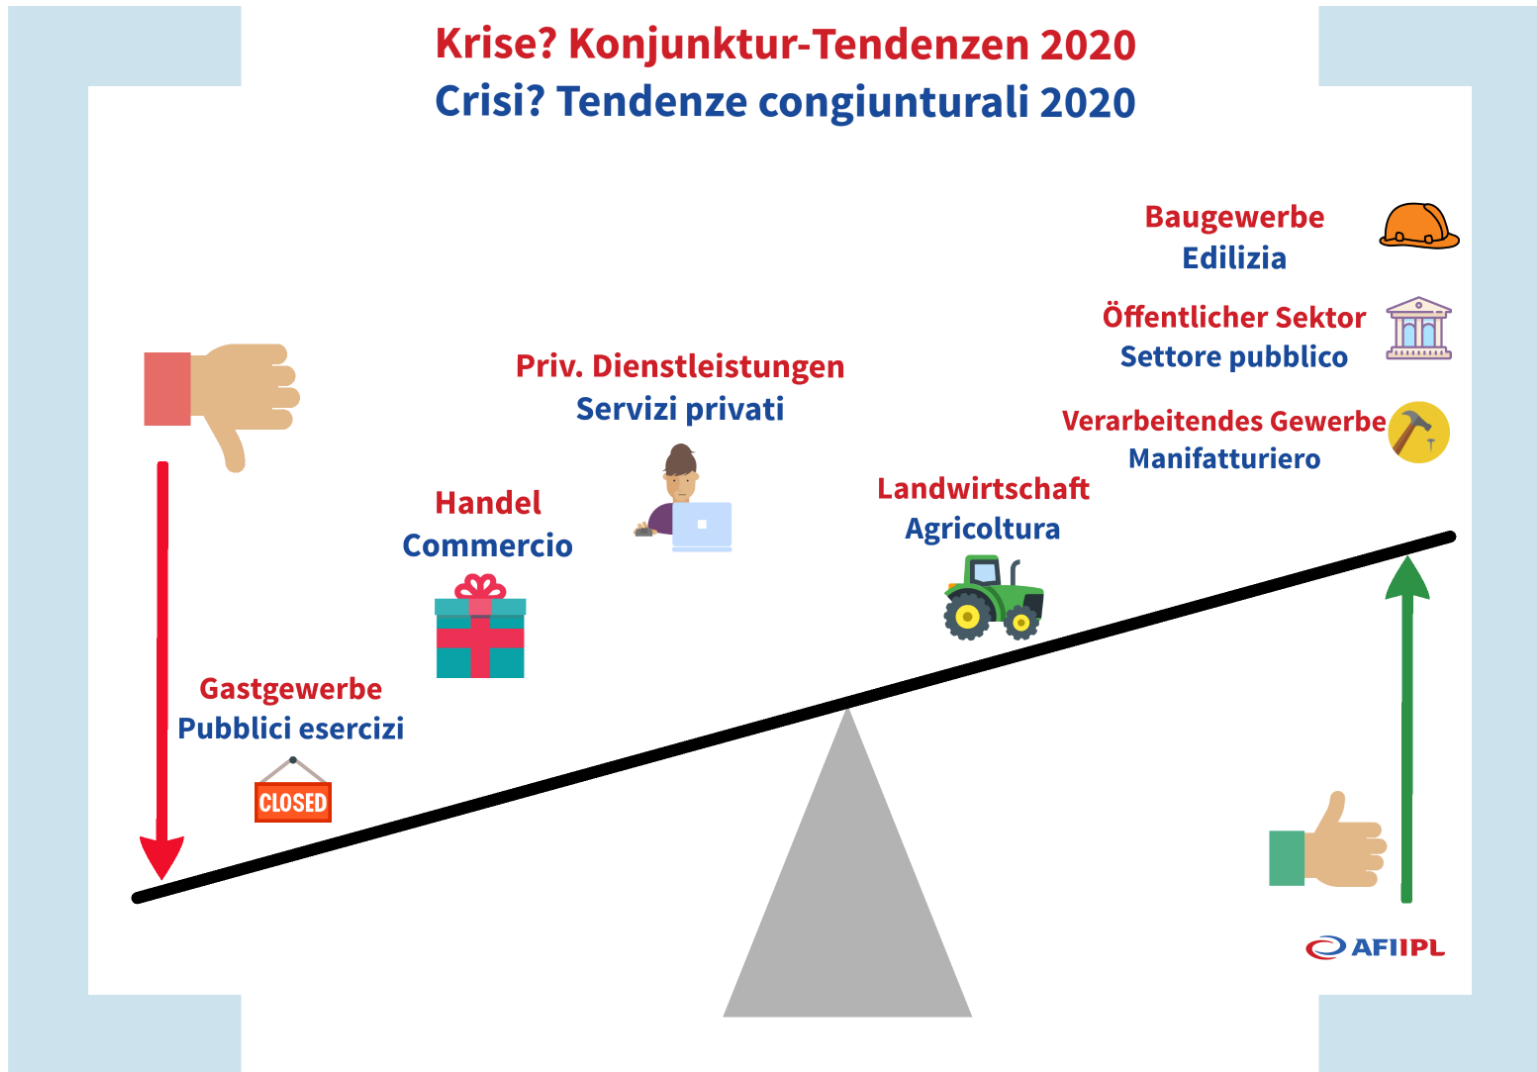 Krise? Konjunktur-Tendenzen 2020
Crisi? Tendenze congiunturali 2020
Baugewerbe
Edilizia
Öffentlicher Sektor
Settore pubblico
Priv. Dienstleistungen
Servizi privati
Verarbeitendes Gewerbe
Manifatturiero
Landwirtschaft
Agricoltura
Handel
Commercio
Gastgewerbe
Pubblici esercizi
CLOSED
AFIIPL